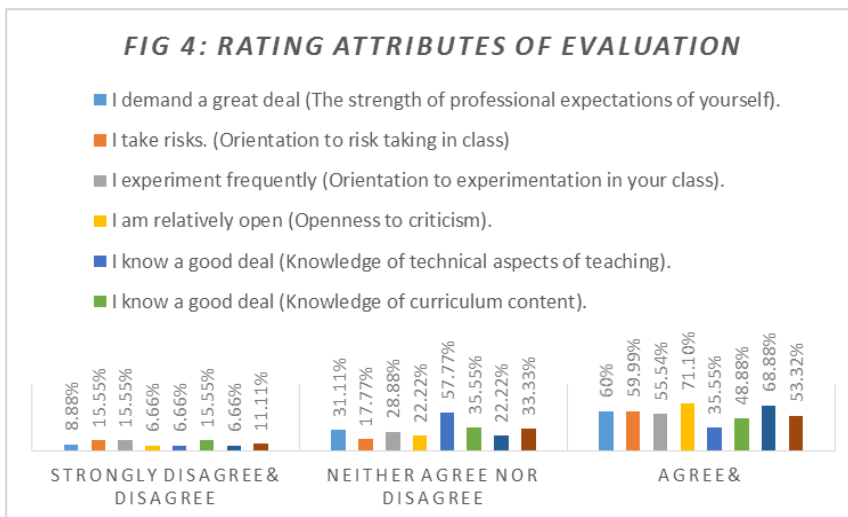 FIG 4: RATING ATTRIBUTES OF EVALUATION
I demand a great deal (The strength of professional expectations of yourself).
I take risks. (Orientation to risk taking in class)
I experiment frequently (Orientation to experimentation in your class).
I am relatively open (Openness to criticism).
I know a good deal (Knowledge of technical aspects of teaching).
I know a good deal (Knowledge of curriculum content).
8.88%
15.55%
15.55%
6.66%
6.66%
15.55%
6.66%
11.11%
31.11%
17.77%
28.88%
22.22%
57.77%
35.55%
22.22%
33.33%
60%
59.99%
55.54%
71.10%
35.55%
48.88%
68.88%
53.32%
STRONGLY DISAGREE&
DISAGREE
NEITHER AGREE NOR
DISAGREE
AGREE&